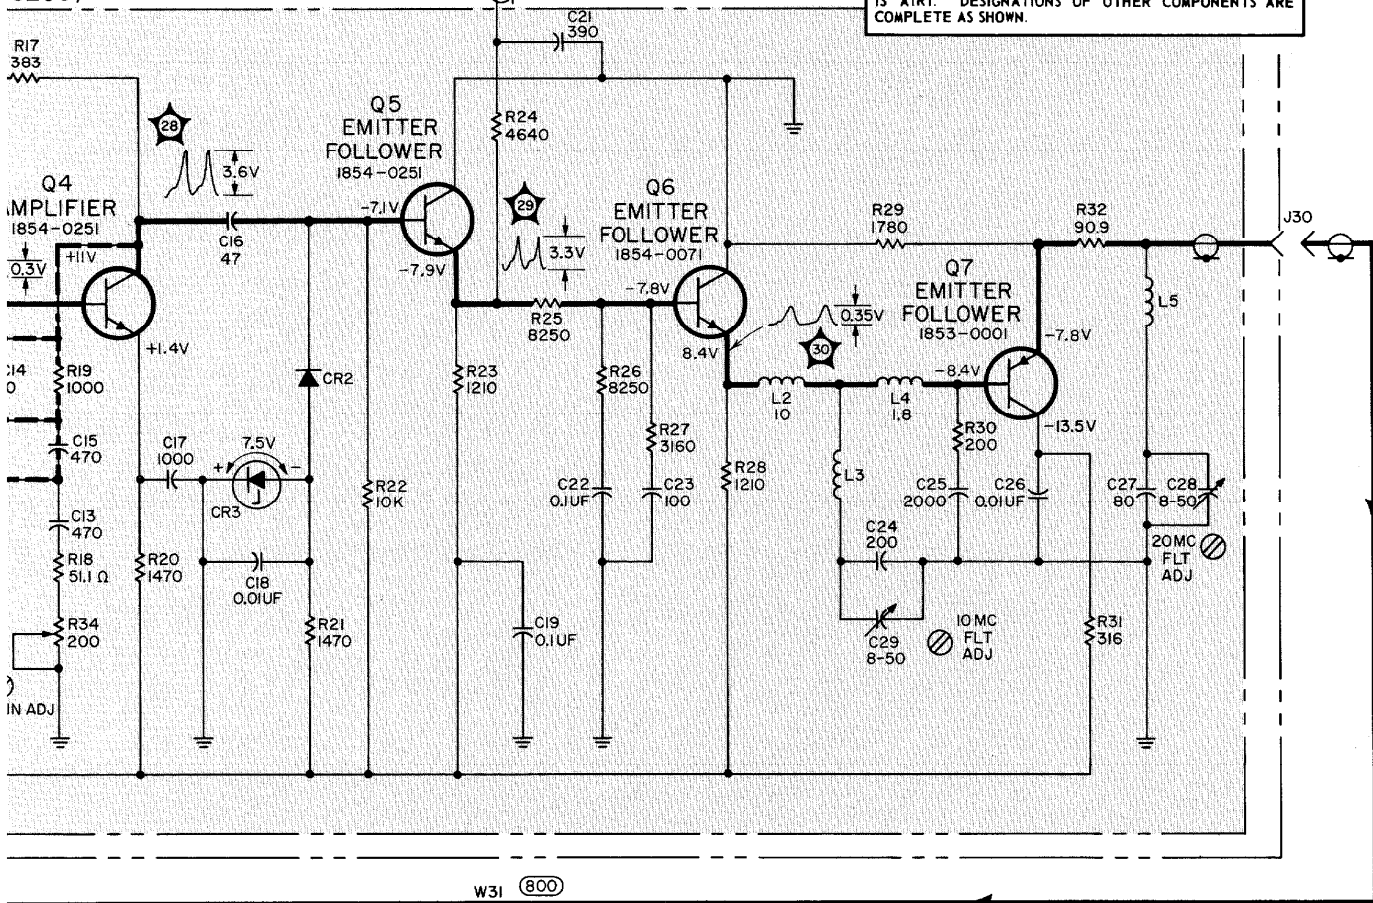 IS A1R1. DESIGNATIONS OF OTHER COMPONENTS ARE
COMPLETE AS SHOWN.
C21
390
R17
383
28
3.6V
Q5
EMITTER
FOLLOWER
1854-0251
R24
4640
Q4
AMPLIFIER
1854-0251
-7.1V
29
3.3V
Q6
EMITTER
FOLLOWER
1854-0071
R29
1780
R32
90.9
J30
C16
47
+11V
0.3V
-7.9V
-7.8V
Q7
EMITTER
FOLLOWER
1853-0001
L5
R25
8250
0.35V
30
+1.4V
8.4V
-7.8V
C14
0
R19
1000
CR2
R23
1210
R26
8250
L2
10
L4
1.8
-8.4V
-13.5V
C15
470
C17
1000
7.5V
+
-
CR3
R22
10K
R27
3160
R30
200
C22
0.1UF
C23
100
R28
1210
L3
C25
2000
C26
0.01UF
C27
80
C28
8-50
C13
470
C24
200
20MC
FLT
ADJ
R18
51.1 Ω
R20
1470
C18
0.01UF
R34
200
R21
1470
C19
0.1UF
C29
8-50
10MC
FLT
ADJ
R31
316
IN ADJ
W31 800